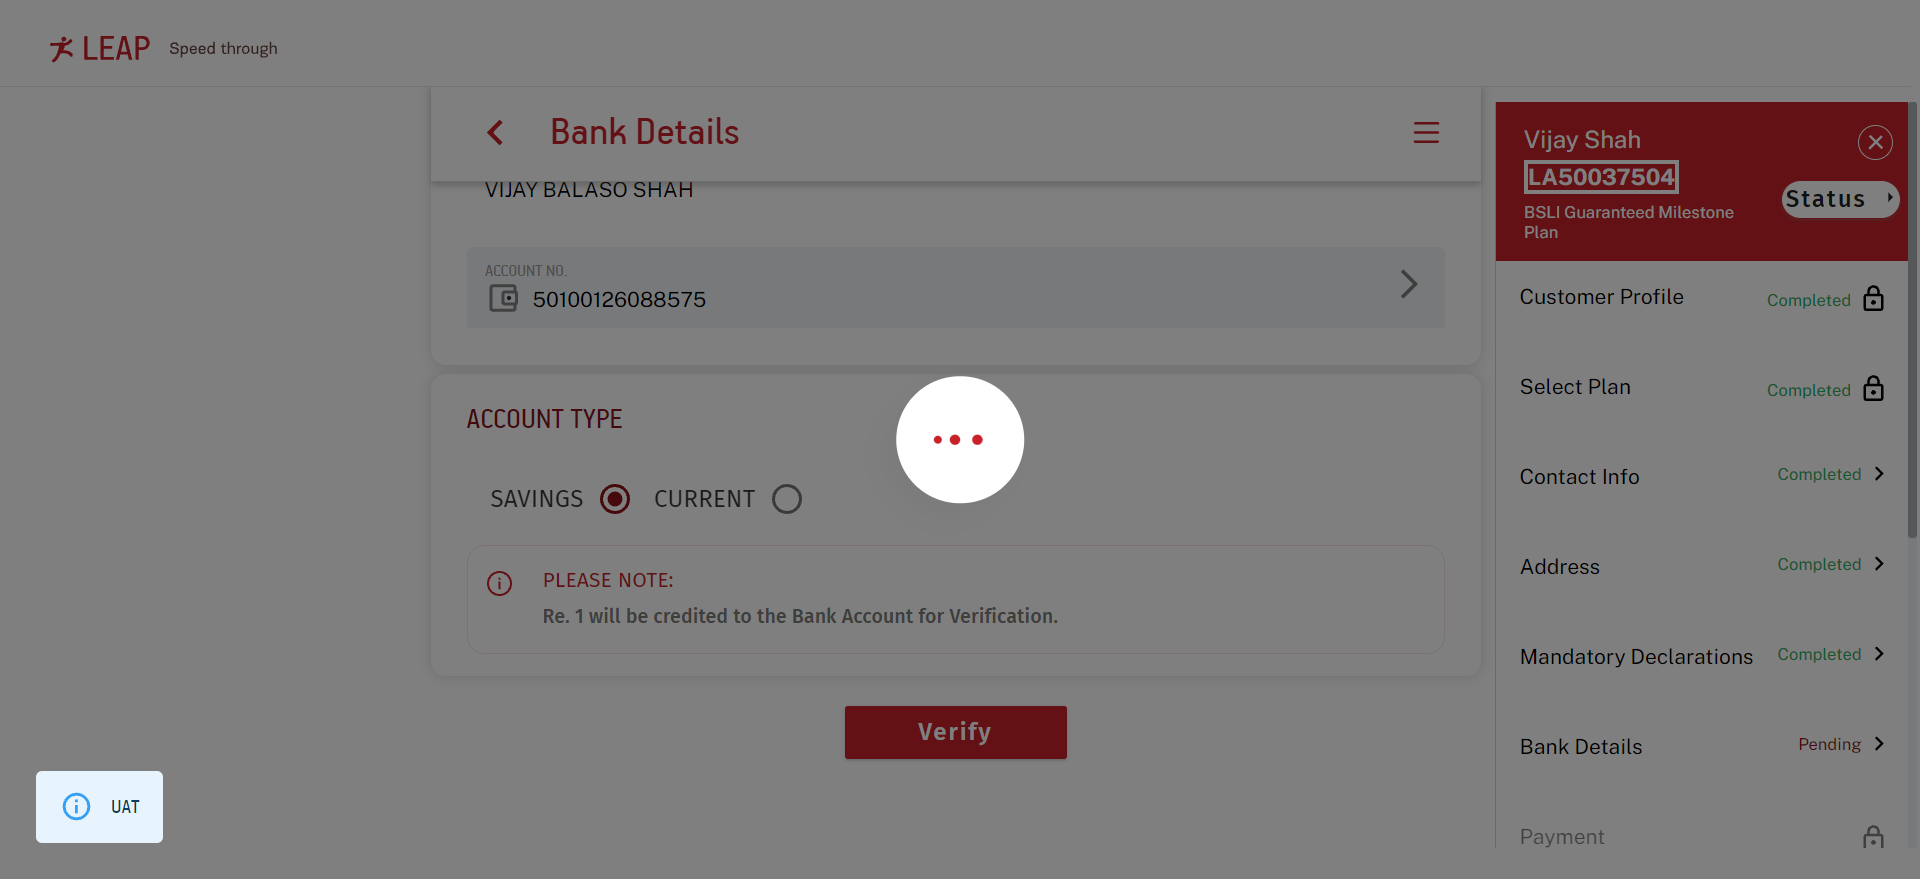 LEAP Speed through
Bank Details
VIJAY BALASO SHAH
ACCOUNT NO.
50100126088575
ACCOUNT TYPE
SAVINGS CURRENT
PLEASE NOTE:
Re. 1 will be credited to the Bank Account for Verification.
Verify
UAT
Vijay Shah
LA50037504
Status
BSLI Guaranteed Milestone
Plan
Customer Profile Completed
Select Plan Completed
Contact Info Completed
Address Completed
Mandatory Declarations Completed
Bank Details Pending
Payment